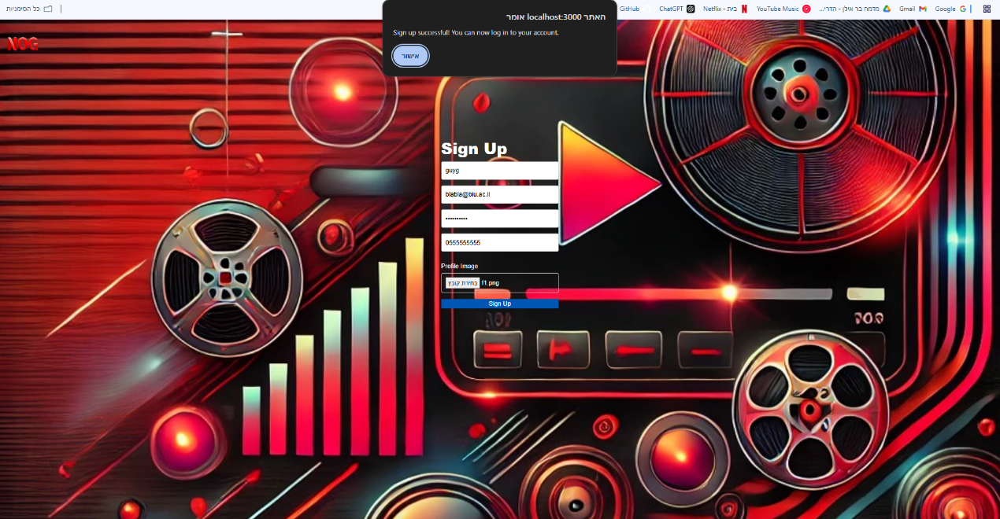 כל הסימניות
GitHub
ChatGPT
Netflix - בית
YouTube Music
מדמח בר אילן - הדרי...
Gmail
Google
האתר localhost:3000 אומר
Sign up successful! You can now log in to your account.
אישור
NOG
Sign Up
guyg
blabla@biu.ac.il
••••••••••
0555555555
Profile Image
בחירת קובץ f1.png
Sign Up